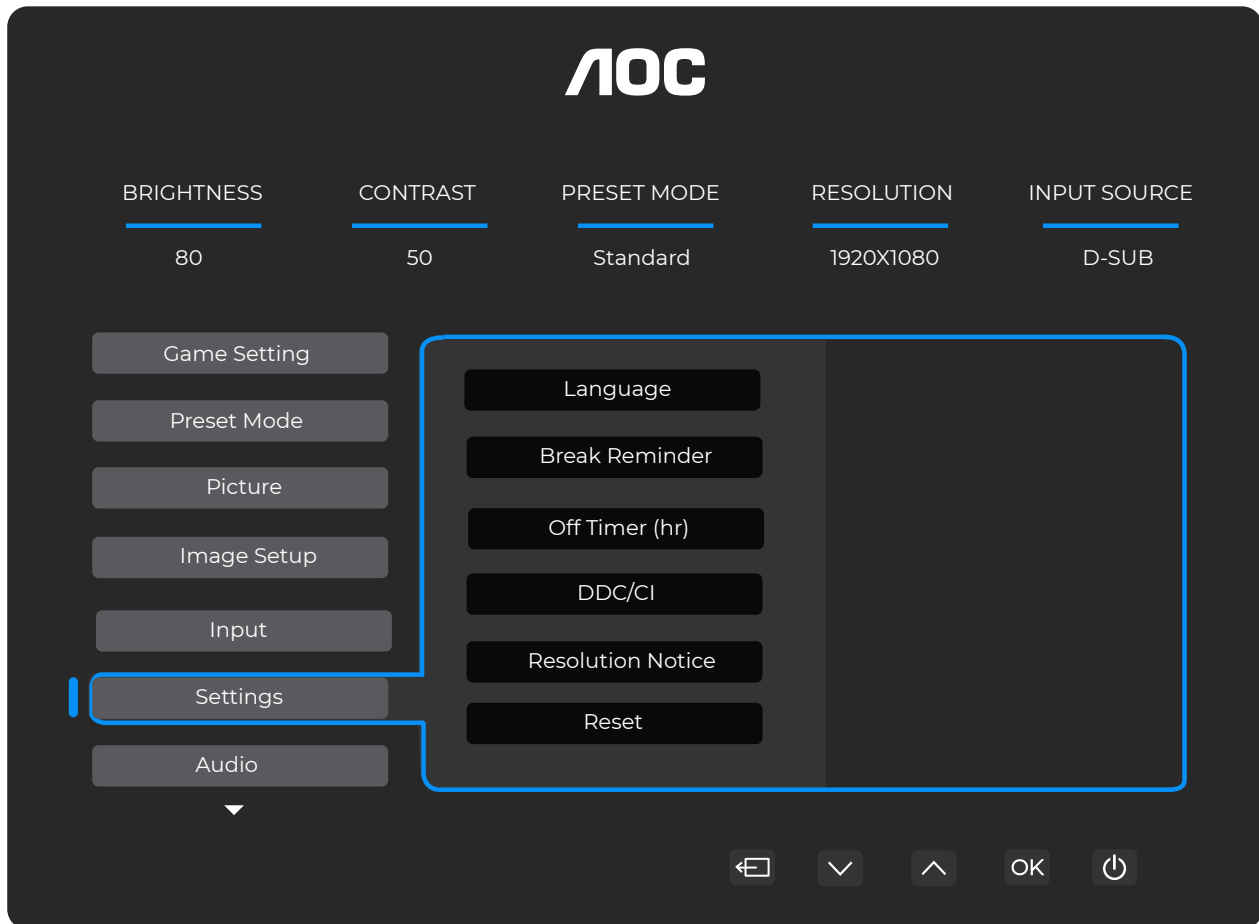 AOC
BRIGHTNESS CONTRAST PRESET MODE RESOLUTION INPUT SOURCE
80 50 Standard 1920X1080 D-SUB
Game Setting
Preset Mode
Picture
Image Setup
Input
Settings
Audio
Language
Break Reminder
Off Timer (hr)
DDC/CI
Resolution Notice
Reset
OK